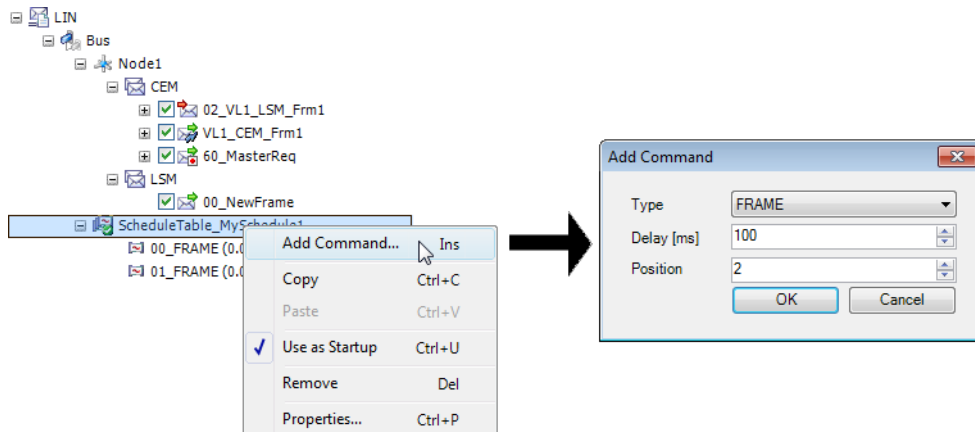 LIN
Bus
Node1
CEM
02_VL1_LSM_Frm1
VL1_CEM_Frm1
60_MasterReq
LSM
00_NewFrame
ScheduleTable_MySchedule1
00_FRAME (0.0
01_FRAME (0.0
Add Command... Ins
Copy Ctrl+C
Paste Ctrl+V
Use as Startup Ctrl+U
Remove Del
Properties... Ctrl+P
Add Command
Type FRAME
Delay [ms] 100
Position 2
OK Cancel